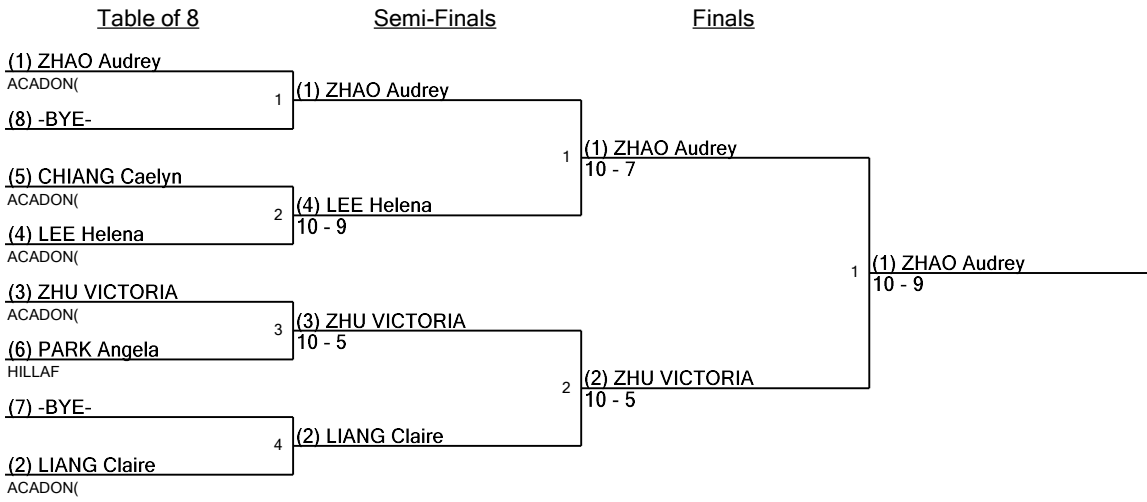 Table of 8 Semi-Finals Finals
(1) ZHAO Audrey
ACADON(
1
(8) -BYE-
(5) CHIANG Caelyn
ACADON(
2
(4) LEE Helena
ACADON(
(3) ZHU VICTORIA
ACADON(
3
(6) PARK Angela
HILLAF
(7) -BYE-
4
(2) LIANG Claire
ACADON(
(1) ZHAO Audrey
1
(4) LEE Helena
10 - 9
(3) ZHU VICTORIA
10 - 5
2
(2) LIANG Claire
(1) ZHAO Audrey
10 - 7
1
(2) ZHU VICTORIA
10 - 5
(1) ZHAO Audrey
10 - 9